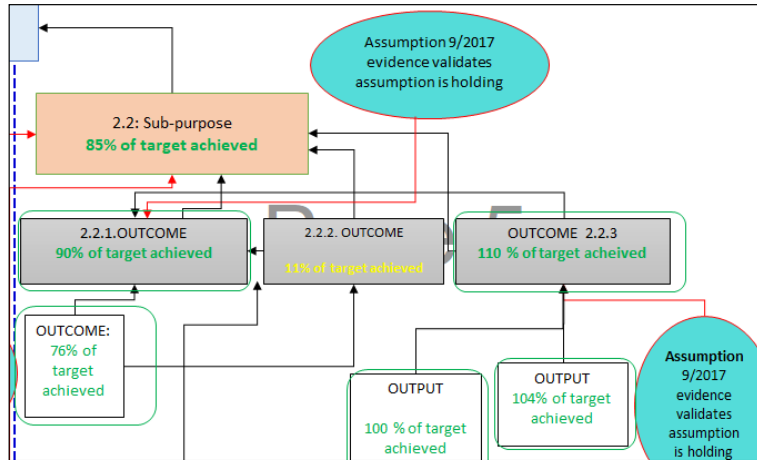 Assumption 9/2017
evidence validates
assumption is holding
2.2: Sub-purpose
85% of target achieved
2.2.1.OUTCOME
90% of target achieved
2.2.2. OUTCOME
11% of target achieved
OUTCOME 2.2.3
110 % of target acheived
OUTCOME:
76% of
target
achieved
OUTPUT
100 % of target
achieved
OUTPUT
104% of target
achieved
Assumption
9/2017
evidence
validates
assumption
is holding